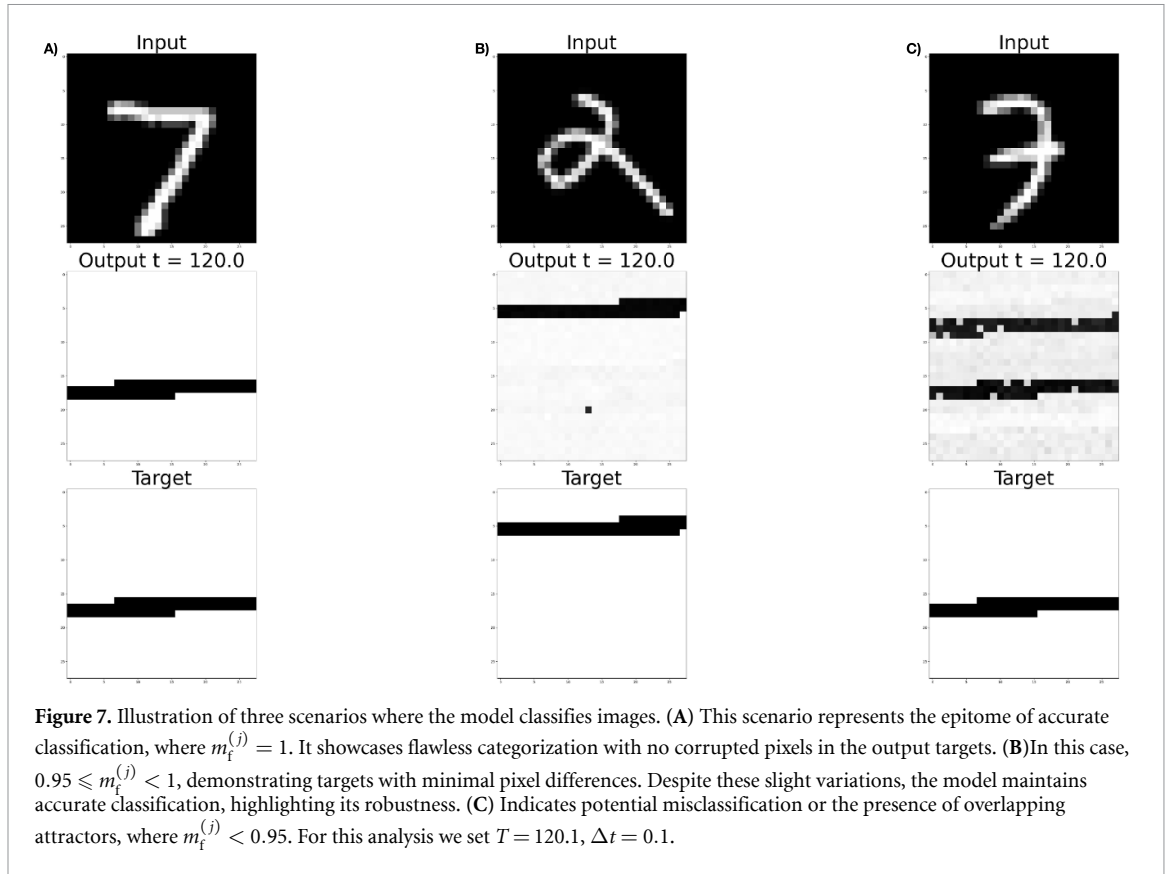 A) Input B) Input C) Input
Output t = 120.0 Output t = 120.0 Output t = 120.0
Target Target Target
Figure 7. Illustration of three scenarios where the model classifies images. (A) This scenario represents the epitome of accurate
classification, where m_f^(j) = 1. It showcases flawless categorization with no corrupted pixels in the output targets. (B)In this case,
0.95 ⩽ m_f^(j) < 1, demonstrating targets with minimal pixel differences. Despite these slight variations, the model maintains
accurate classification, highlighting its robustness. (C) Indicates potential misclassification or the presence of overlapping
attractors, where m_f^(j) < 0.95. For this analysis we set T = 120.1, Δt = 0.1.